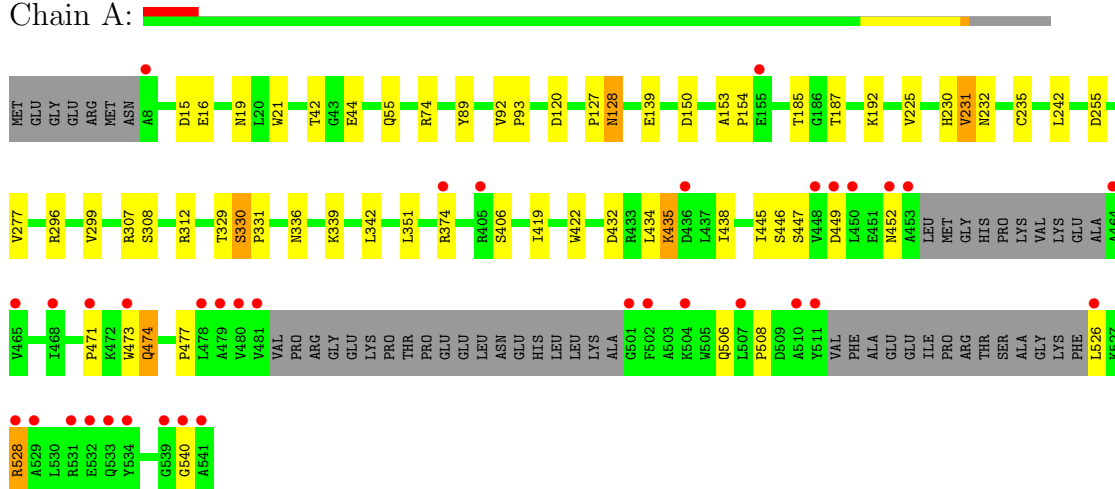 Chain A:
MET GLU GLY GLU ARG MET ASN A8 D15 E16 N19 L20 W21 T42 G43 E44 Q55 R74 Y89 V92 P93 D120 P127 N128 E139 D150 A153 P154 E155 T185 G186 T187 K192 V225 H230 V231 N232 C235 L242 D255
V277 R296 V299 R307 S308 R312 T329 S330 P331 N336 K339 L342 L351 R374 R405 S406 I419 W422 D432 R433 L434 K435 D436 L437 I438 I445 S446 S447 V448 D449 L450 E451 N452 A453 LEU MET GLY HIS PRO LYS VAL LYS GLU ALA A464
V465 I468 P471 K472 W473 Q474 P477 L478 A479 V480 V481 VAL PRO ARG GLY GLU LYS PRO THR PRO GLU GLU LEU ASN GLU HIS LEU LEU LYS ALA G501 F502 A503 K504 W505 Q506 L507 P508 D509 A510 Y511 VAL PHE ALA GLU GLU ILE PRO ARG THR SER ALA GLY LYS PHE L526 K527
R528 A529 L530 R531 E532 Q533 Y534 G539 G540 A541